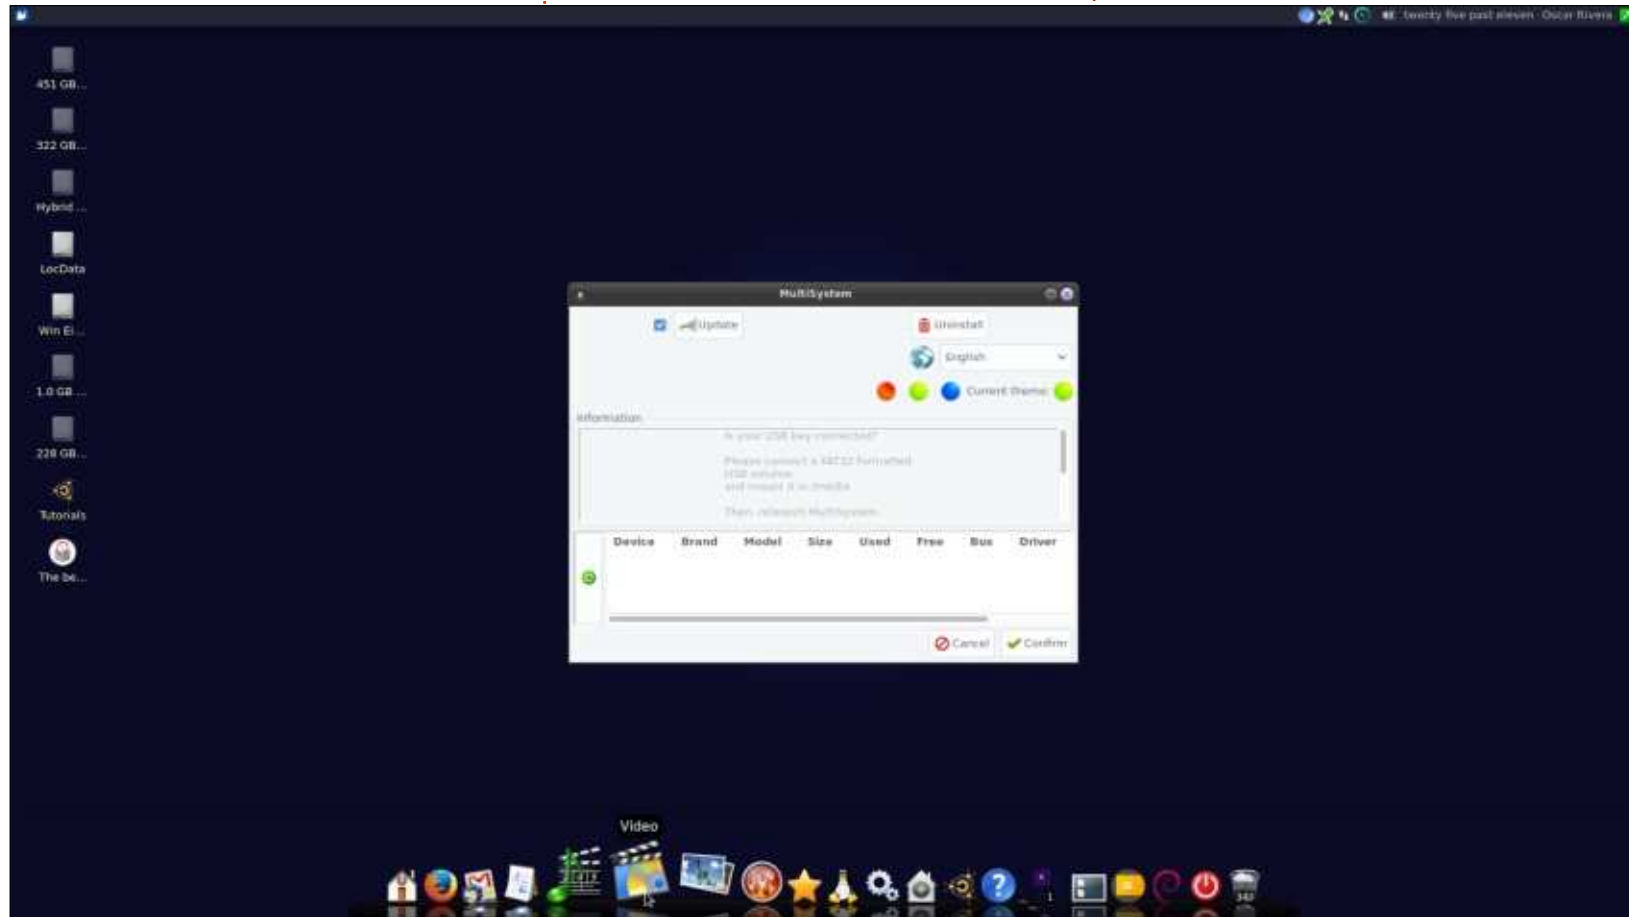 twenty five past eleven Oscar Rivera
451 GB...
322 GB...
Hybrid ...
LocData
Win Ei...
1.0 GB ...
228 GB...
Tutorials
The be...
MultiSystem
Update
Uninstall
English
Current theme:
Information
Is your USB key connected?
Please connect a FAT32 formatted
USB volume
and mount it in /media
Then, relaunch MultiSystem.
Device Brand Model Size Used Free Bus Driver
Cancel Confirm
Video